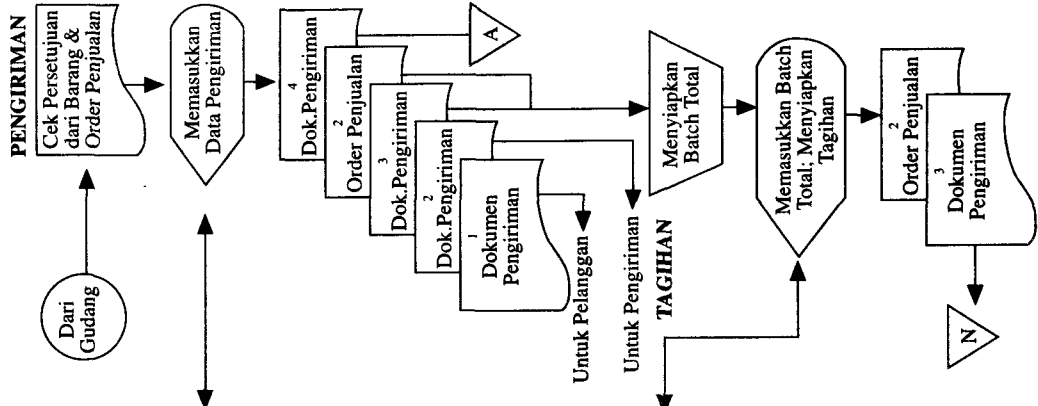 PENGIRIMAN
Dari
Gudang
Cek Persetujuan
dari Barang &
Order Penjualan
Memasukkan
Data Pengiriman
4
Dok.Pengiriman
2
Order Penjualan
3
Dok.Pengiriman
2
Dok.Pengiriman
1
Dokumen
Pengiriman
A
Untuk Pelanggan
Untuk Pengiriman
TAGIHAN
Menyiapkan
Batch Total
Memasukkan Batch
Total; Menyiapkan
Tagihan
2
Order Penjualan
3
Dokumen
Pengiriman
N